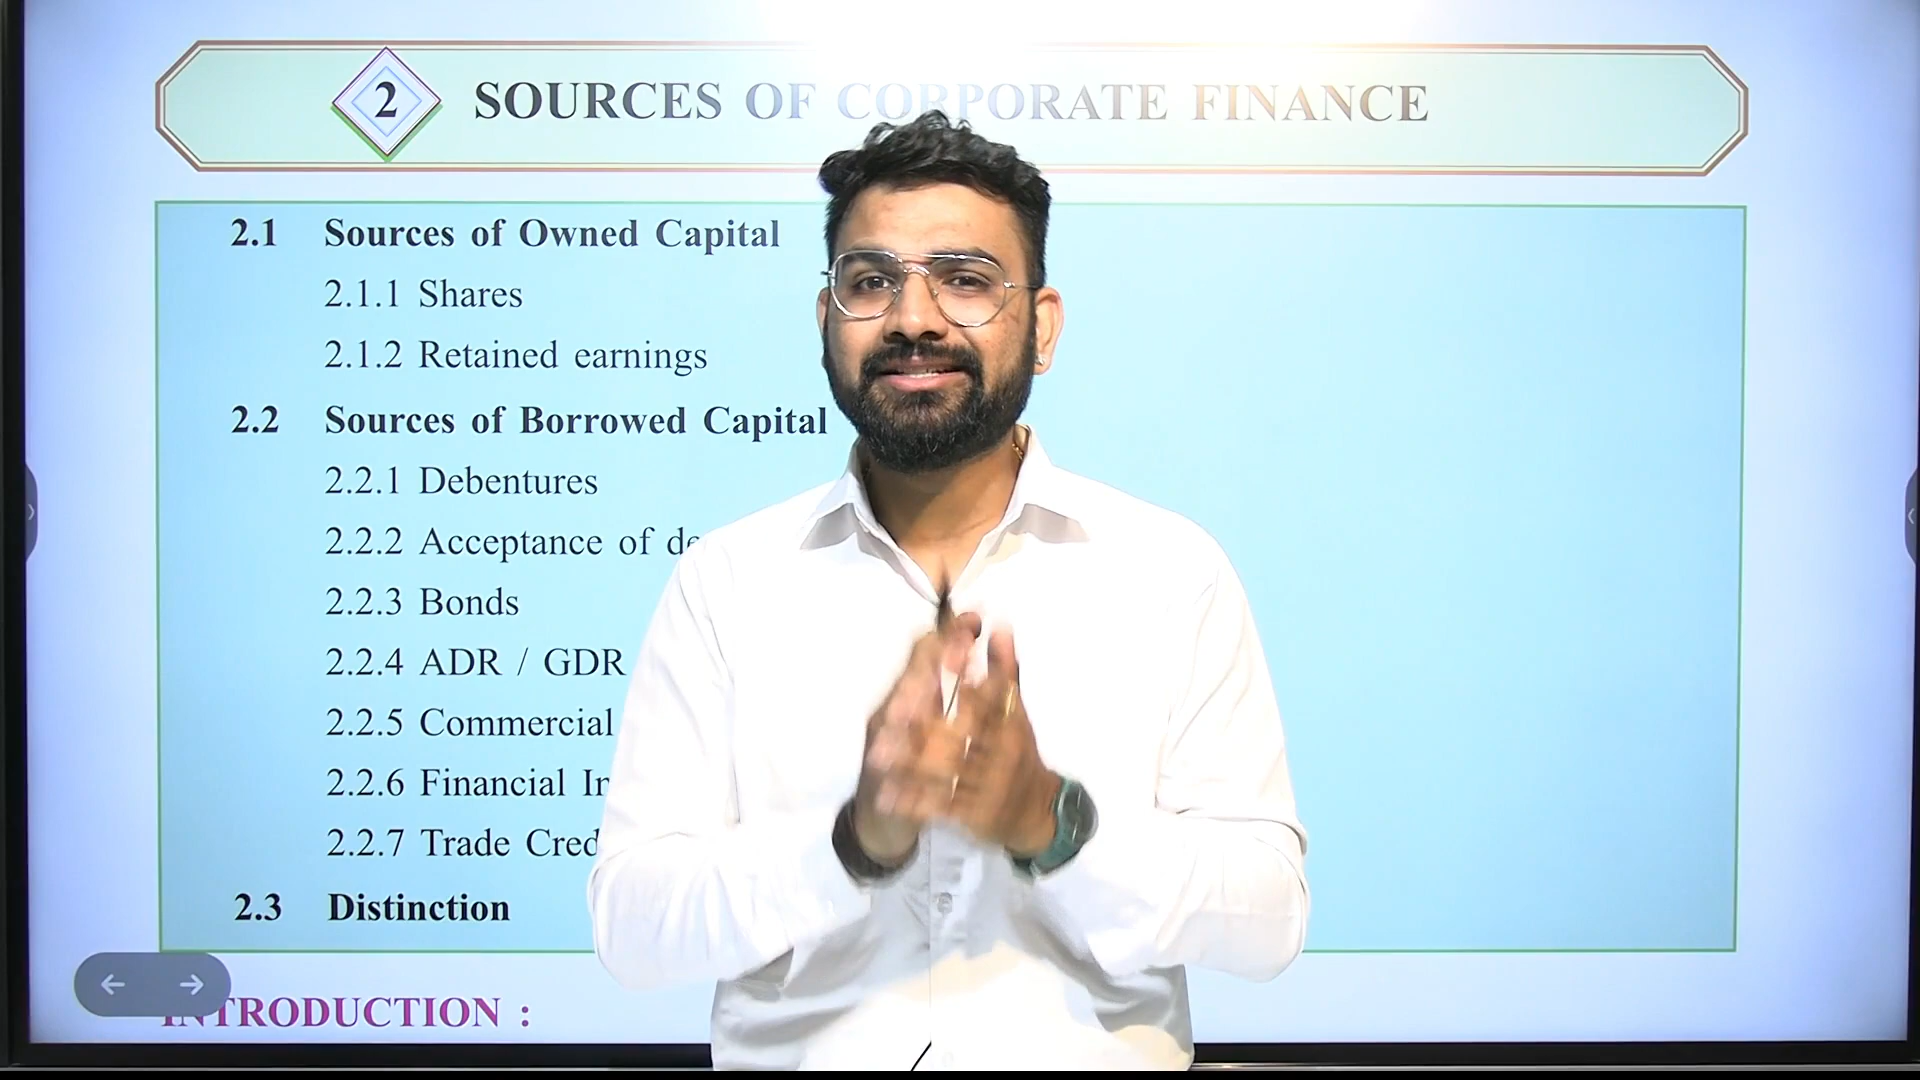 2 SOURCES OF CORPORATE FINANCE
2.1 Sources of Owned Capital
2.1.1 Shares
2.1.2 Retained earnings
2.2 Sources of Borrowed Capital
2.2.1 Debentures
2.2.2 Acceptance of
2.2.3 Bonds
2.2.4 ADR / GDR
2.2.5 Commercial
2.2.6 Financial
2.2.7 Trade
2.3 Distinction
INTRODUCTION :